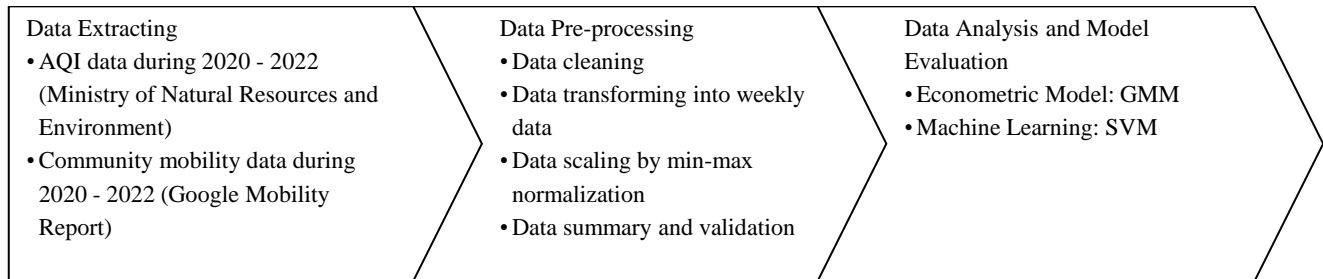 Data Extracting
• AQI data during 2020 - 2022
(Ministry of Natural Resources and
Environment)
• Community mobility data during
2020 - 2022 (Google Mobility
Report)
Data Pre-processing
• Data cleaning
• Data transforming into weekly
data
• Data scaling by min-max
normalization
• Data summary and validation
Data Analysis and Model
Evaluation
• Econometric Model: GMM
• Machine Learning: SVM